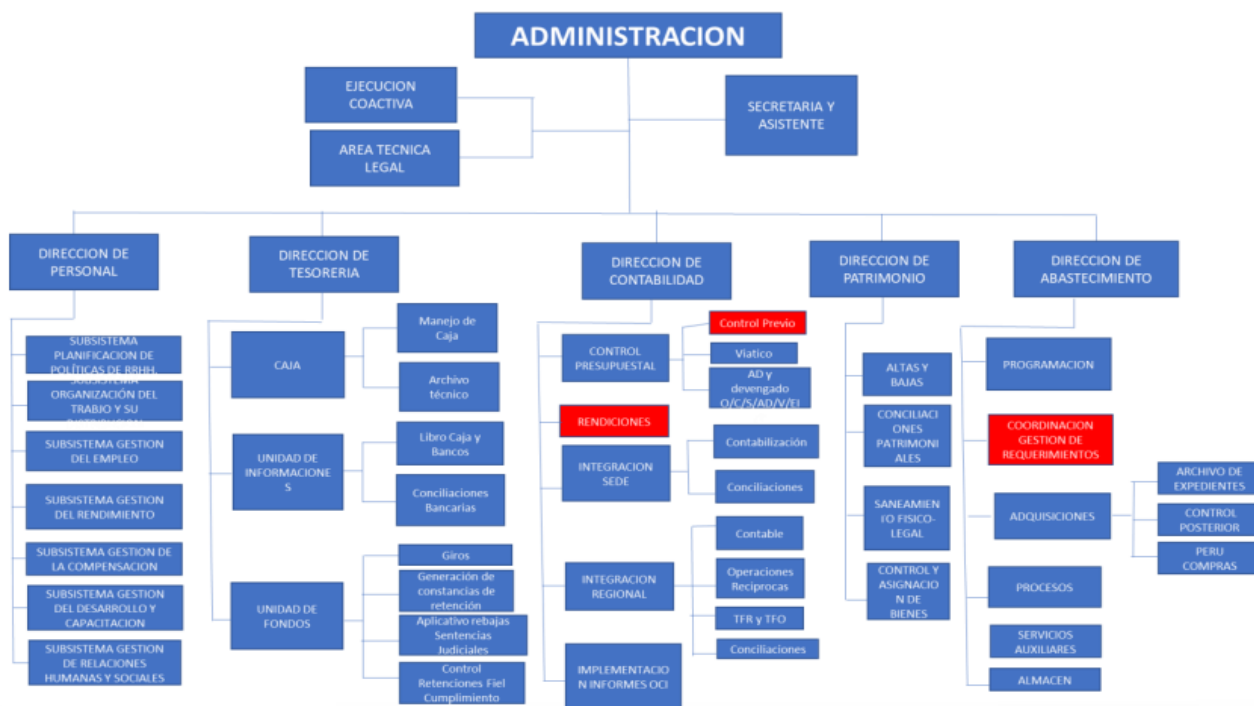 ADMINISTRACION
EJECUCION
COACTIVA
AREA TECNICA
LEGAL
SECRETARIA Y
ASISTENTE
DIRECCION DE
PERSONAL
SUBSISTEMA
PLANIFICACION DE
POLÍTICAS DE RRHH.
SUBSISTEMA
ORGANIZACIÓN DEL
TRABJO Y SU
SUBSISTEMA GESTION
DEL EMPLEO
SUBSISTEMA GESTION
DEL RENDIMIENTO
SUBSISTEMA GESTION DE
LA COMPENSACION
SUBSISTEMA GESTION
DEL DESARROLLO Y
CAPACITACION
SUBSISTEMA GESTION
DE RELACIONES
HUMANAS Y SOCIALES
DIRECCION DE
TESORERIA
CAJA
Manejo de
Caja
Archivo
técnico
UNIDAD DE
INFORMACIONE
S
Libro Caja y
Bancos
Conciliaciones
Bancarias
UNIDAD DE
FONDOS
Giros
Generación de
constancias de
retención
Aplicativo rebajas
Sentencias
Judiciales
Control
Retenciones Fiel
Cumplimiento
DIRECCION DE
CONTABILIDAD
CONTROL
PRESUPUESTAL
Control Previo
Viatico
AD y
devengado
O/C/S/AD/V/EI
RENDICIONES
INTEGRACION
SEDE
Contabilización
Conciliaciones
INTEGRACION
REGIONAL
Contable
Operaciones
Recíprocas
TFR y TFO
Conciliaciones
IMPLEMENTACIO
N INFORMES OCI
DIRECCION DE
PATRIMONIO
ALTAS Y
BAJAS
CONCILIACI
ONES
PATRIMONI
ALES
SANEAMIEN
TO FISICO-
LEGAL
CONTROL Y
ASIGNACIO
N DE
BIENES
DIRECCION DE
ABASTECIMIENTO
PROGRAMACION
COORDINACION
GESTION DE
REQUERIMIENTOS
ADQUISICIONES
ARCHIVO DE
EXPEDIENTES
CONTROL
POSTERIOR
PERU
COMPRAS
PROCESOS
SERVICIOS
AUXILIARES
ALMACEN